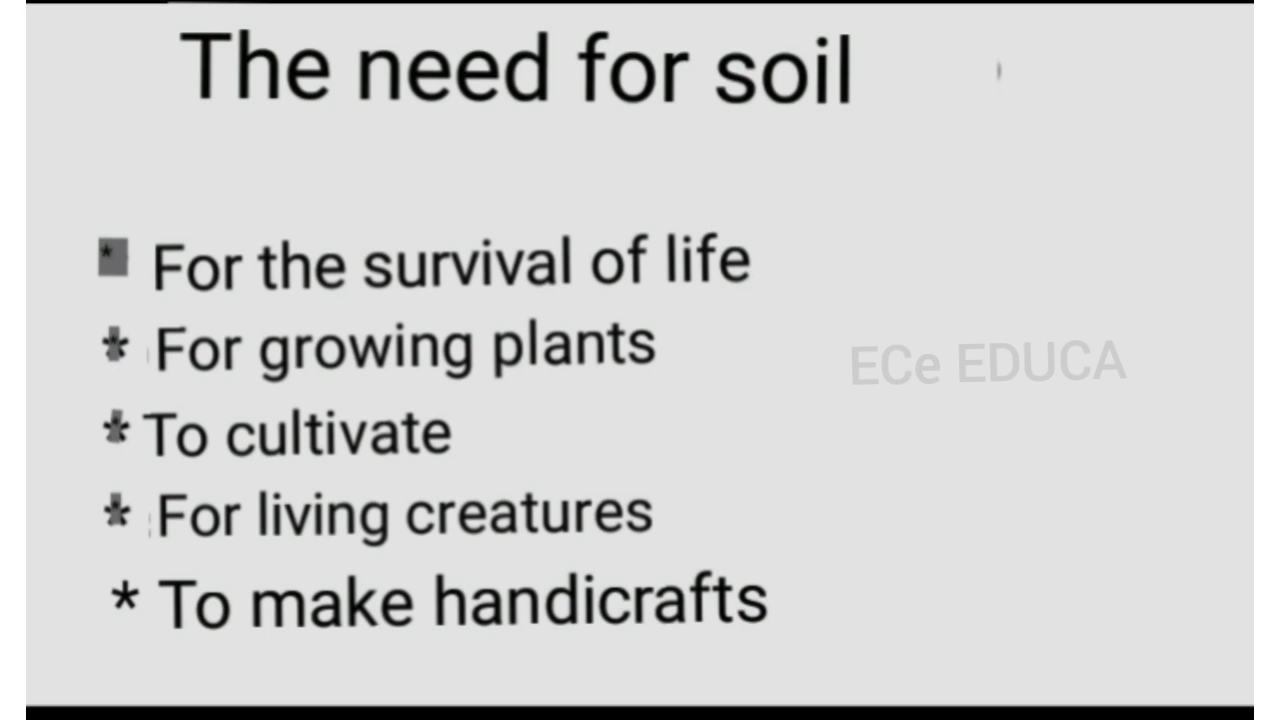 The need for soil
* For the survival of life
* For growing plants
* To cultivate
* For living creatures
* To make handicrafts
ECe EDUCA